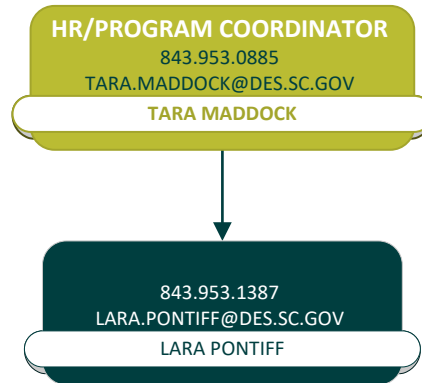 HR/PROGRAM COORDINATOR
843.953.0885
TARA.MADDOCK@DES.SC.GOV
TARA MADDOCK
843.953.1387
LARA.PONTIFF@DES.SC.GOV
LARA PONTIFF